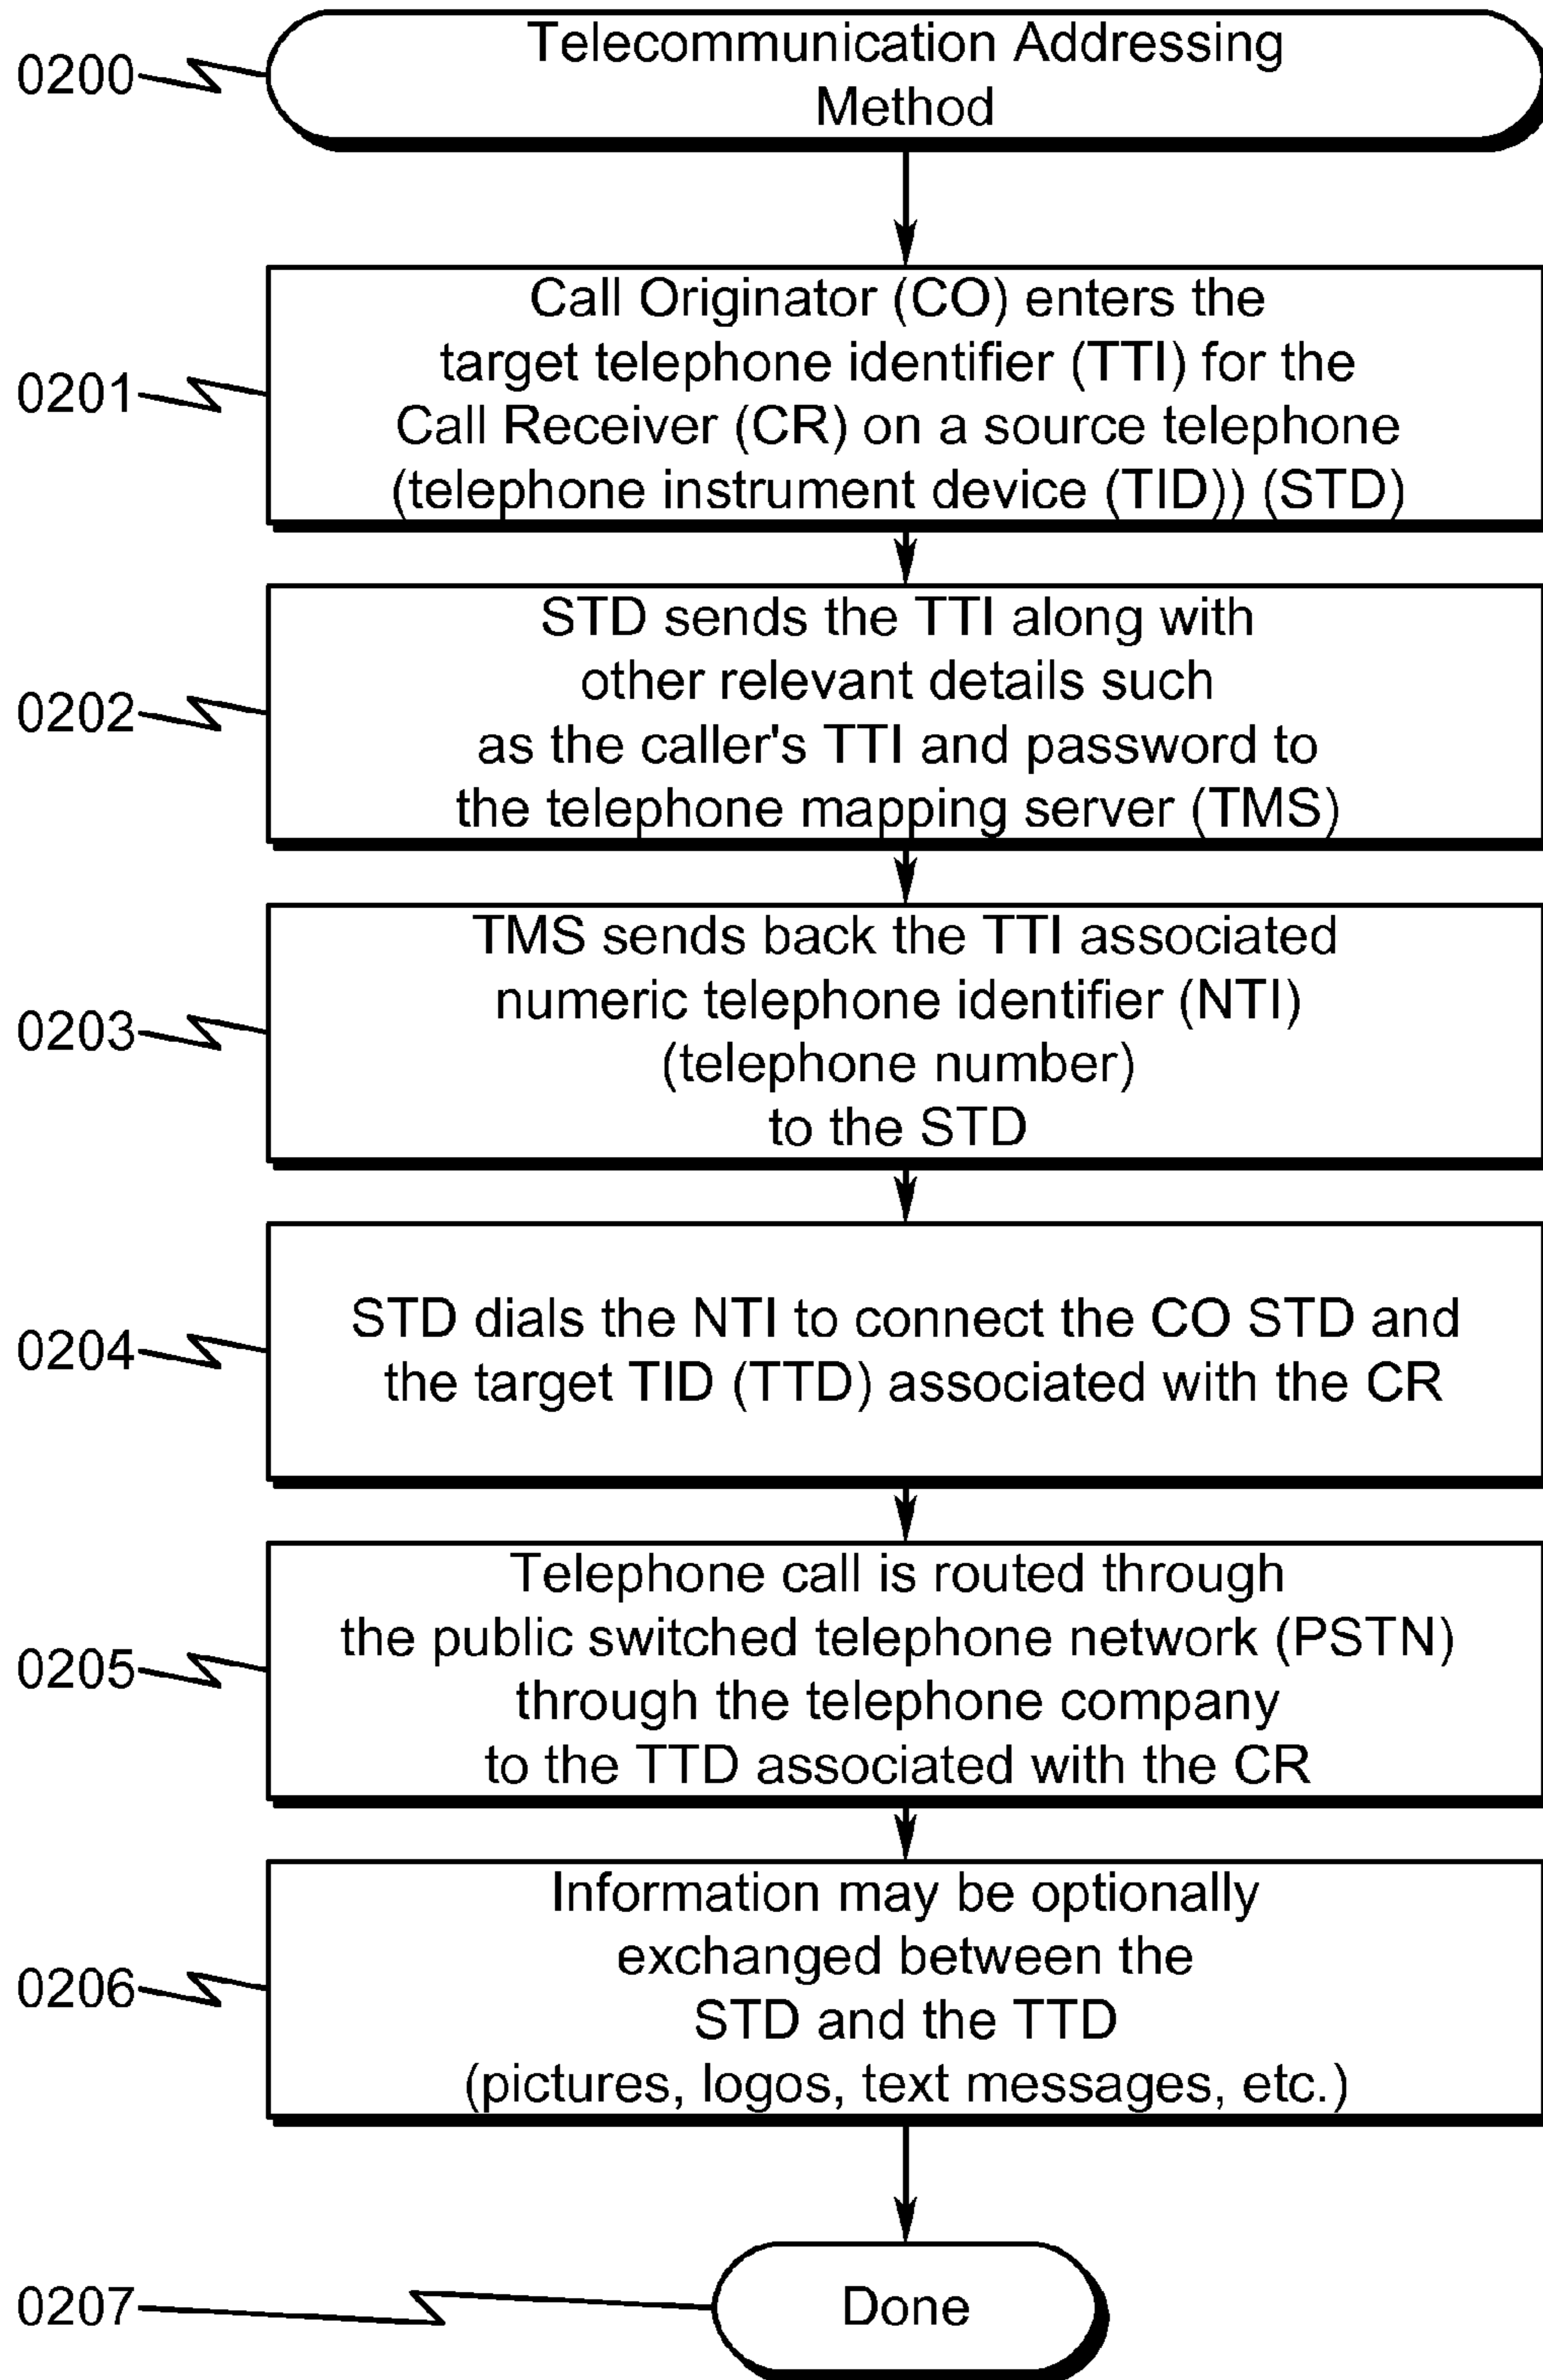 0200
Telecommunication Addressing
Method
0201
Call Originator (CO) enters the
target telephone identifier (TTI) for the
Call Receiver (CR) on a source telephone
(telephone instrument device (TID)) (STD)
0202
STD sends the TTI along with
other relevant details such
as the caller's TTI and password to
the telephone mapping server (TMS)
0203
TMS sends back the TTI associated
numeric telephone identifier (NTI)
(telephone number)
to the STD
0204
STD dials the NTI to connect the CO STD and
the target TID (TTD) associated with the CR
0205
Telephone call is routed through
the public switched telephone network (PSTN)
through the telephone company
to the TTD associated with the CR
0206
Information may be optionally
exchanged between the
STD and the TTD
(pictures, logos, text messages, etc.)
0207
Done